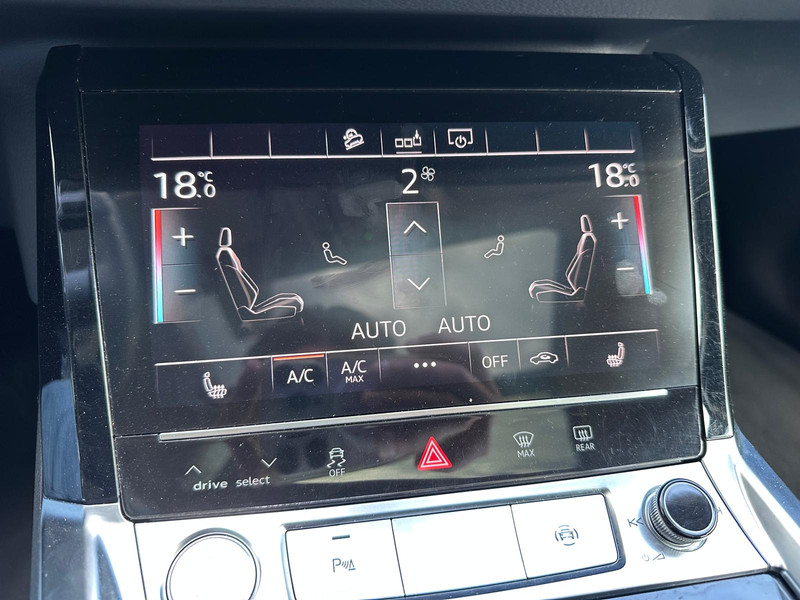 18.0 °C 2 18.0 °C
+ +
- -
AUTO AUTO
A/C A/C MAX ... OFF
drive select OFF MAX REAR
P